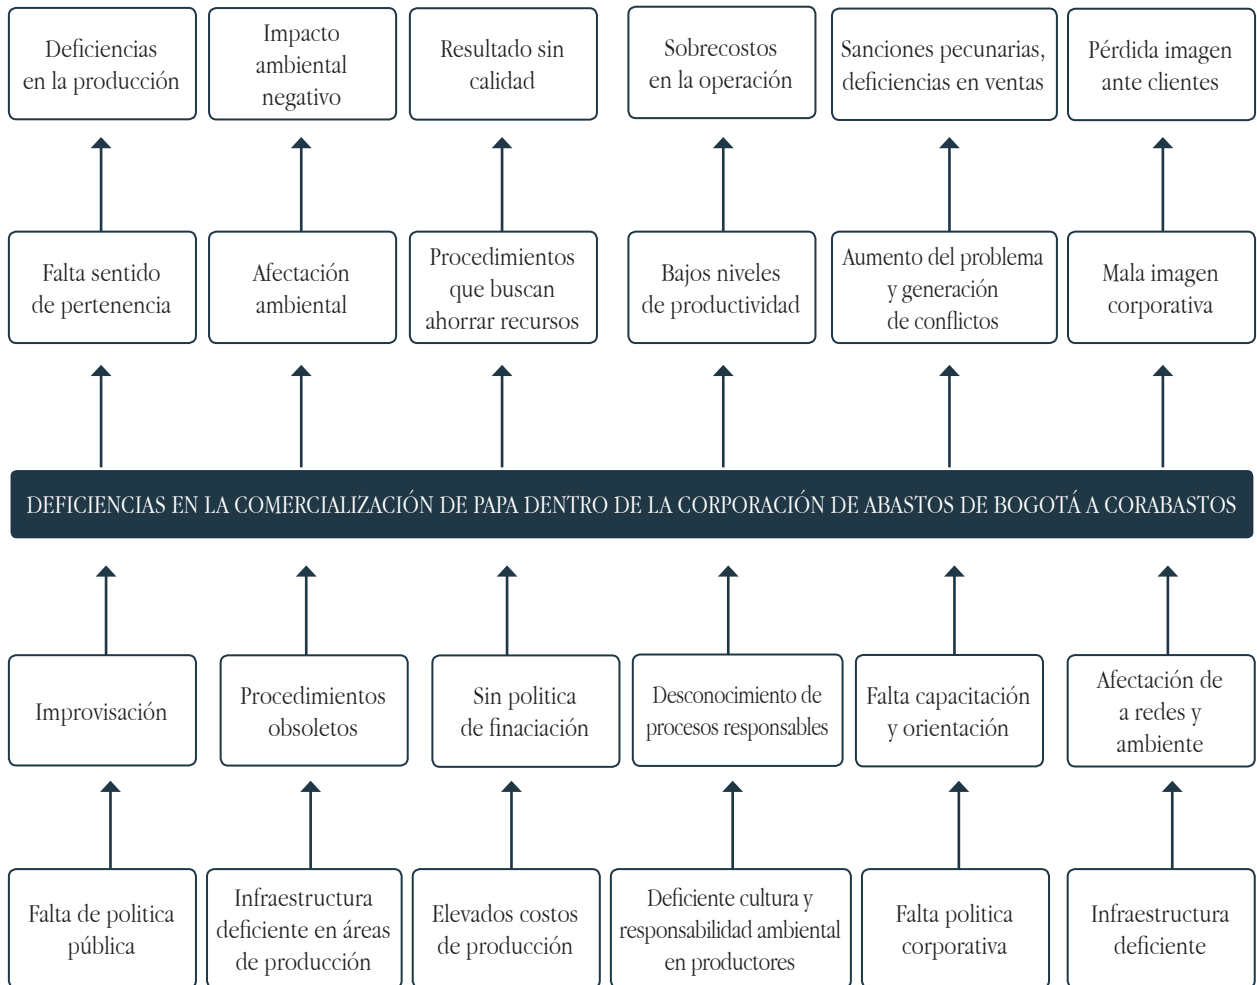 Deficiencias
en la producción
Impacto
ambiental
negativo
Resultado sin
calidad
Sobrecostos
en la operación
Sanciones pecunarias,
deficiencias en ventas
Pérdida imagen
ante clientes
Falta sentido
de pertenencia
Afectación
ambiental
Procedimientos
que buscan
ahorrar recursos
Bajos niveles
de productividad
Aumento del problema
y generación
de conflictos
Mala imagen
corporativa
DEFICIENCIAS EN LA COMERCIALIZACIÓN DE PAPA DENTRO DE LA CORPORACIÓN DE ABASTOS DE BOGOTÁ A CORABASTOS
Improvisación
Procedimientos
obsoletos
Sin politica
de finaciación
Desconocimiento de
procesos responsables
Falta capacitación
y orientación
Afectación de
a redes y
ambiente
Falta de politica
pública
Infraestructura
deficiente en áreas
de producción
Elevados costos
de producción
Deficiente cultura y
responsabilidad ambiental
en productores
Falta politica
corporativa
Infraestructura
deficiente